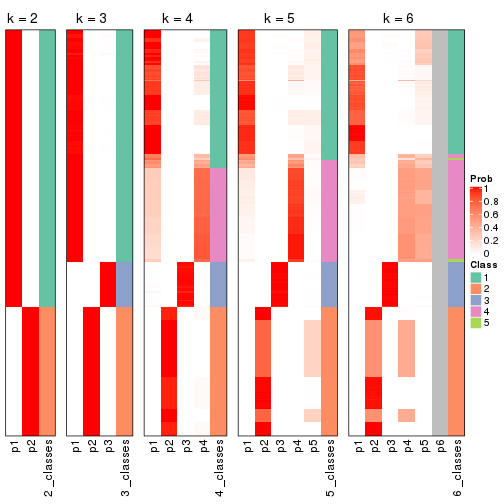 k = 2
k = 3
k = 4
k = 5
k = 6
p1
p2
2_classes
p1
p2
p3
3_classes
p1
p2
p3
p4
4_classes
p1
p2
p3
p4
p5
5_classes
p1
p2
p3
p4
p5
p6
6_classes
Prob
1
0.8
0.6
0.4
0.2
0
Class
1
2
3
4
5